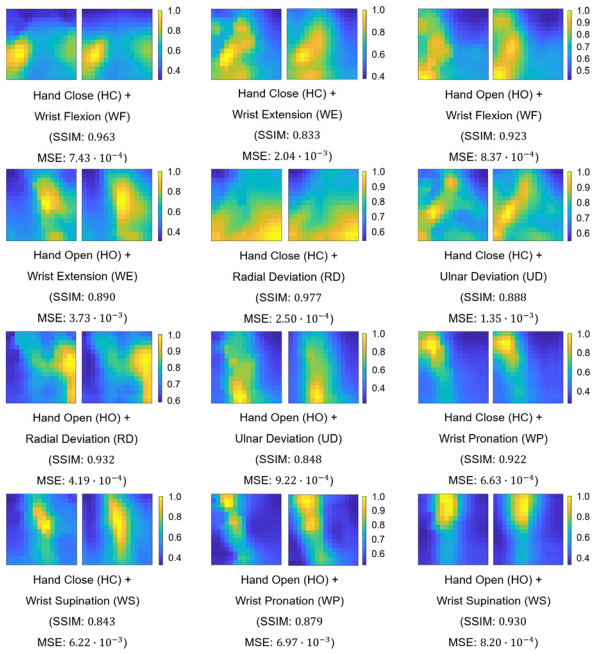 1.0
0.8
0.6
0.4
Hand Close (HC) +
Wrist Flexion (WF)
(SSIM: 0.963
MSE: 7.43 · 10⁻⁴)
1.0
0.8
0.6
0.4
Hand Close (HC) +
Wrist Extension (WE)
(SSIM: 0.833
MSE: 2.04 · 10⁻³)
1.0
0.9
0.8
0.7
0.6
0.5
Hand Open (HO) +
Wrist Flexion (WF)
(SSIM: 0.923
MSE: 8.37 · 10⁻⁴)
1.0
0.8
0.6
0.4
Hand Open (HO) +
Wrist Extension (WE)
(SSIM: 0.890
MSE: 3.73 · 10⁻³)
1.0
0.9
0.8
0.7
0.6
Hand Close (HC) +
Radial Deviation (RD)
(SSIM: 0.977
MSE: 2.50 · 10⁻⁴)
1.0
0.8
0.6
Hand Close (HC) +
Ulnar Deviation (UD)
(SSIM: 0.888
MSE: 1.35 · 10⁻³)
1.0
0.9
0.8
0.7
0.6
Hand Open (HO) +
Radial Deviation (RD)
(SSIM: 0.932
MSE: 4.19 · 10⁻⁴)
1.0
0.8
0.6
0.4
Hand Open (HO) +
Ulnar Deviation (UD)
(SSIM: 0.848
MSE: 9.22 · 10⁻⁴)
1.0
0.8
0.6
0.4
Hand Close (HC) +
Wrist Pronation (WP)
(SSIM: 0.922
MSE: 6.63 · 10⁻⁴)
1.0
0.8
0.6
0.4
Hand Close (HC) +
Wrist Supination (WS)
(SSIM: 0.843
MSE: 6.22 · 10⁻³)
1.0
0.9
0.8
0.7
0.6
Hand Open (HO) +
Wrist Pronation (WP)
(SSIM: 0.879
MSE: 6.97 · 10⁻³)
1.0
0.8
0.6
0.4
Hand Open (HO) +
Wrist Supination (WS)
(SSIM: 0.930
MSE: 8.20 · 10⁻⁴)